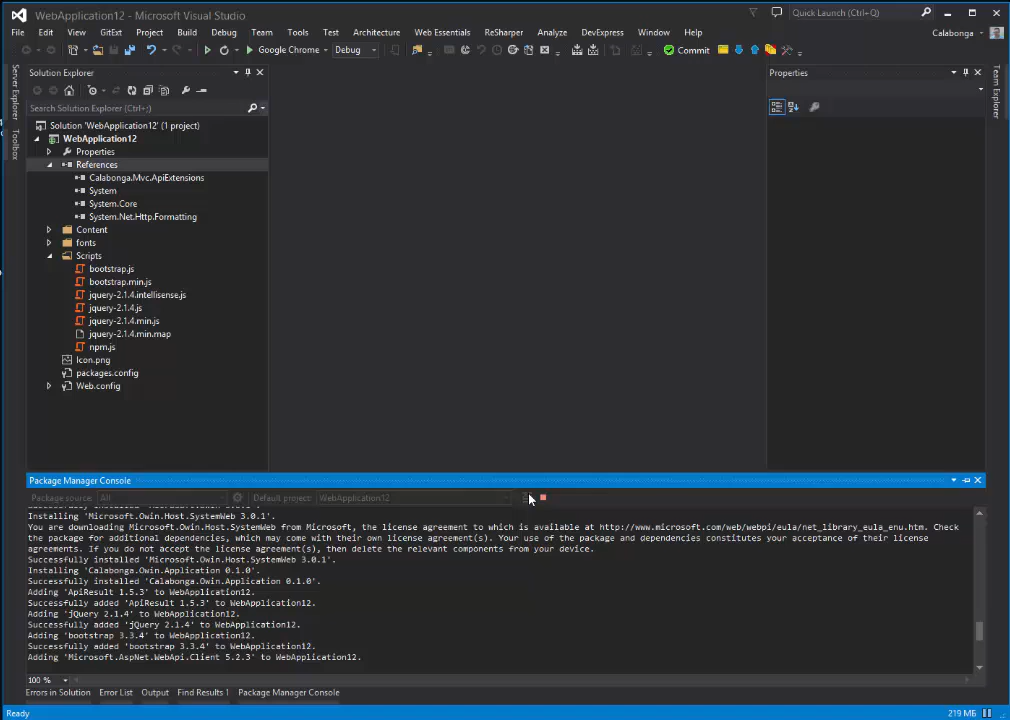 WebApplication12 - Microsoft Visual Studio
Quick Launch (Ctrl+Q)
File Edit View GitExt Project Build Debug Team Tools Test Architecture Web Essentials ReSharper Analyze DevExpress Window Help
Calabonga
Google Chrome Debug Commit
Server Explorer
Toolbox
Solution Explorer
Search Solution Explorer (Ctrl+;)
Solution 'WebApplication12' (1 project)
WebApplication12
Properties
References
Calabonga.Mvc.ApiExtensions
System
System.Core
System.Net.Http.Formatting
Content
fonts
Scripts
bootstrap.js
bootstrap.min.js
jquery-2.1.4.intellisense.js
jquery-2.1.4.js
jquery-2.1.4.min.js
jquery-2.1.4.min.map
npm.js
Icon.png
packages.config
Web.config
Properties
Team Explorer
Package Manager Console
Package source: All Default project: WebApplication12
Installing 'Microsoft.Owin.Host.SystemWeb 3.0.1'.
You are downloading Microsoft.Owin.Host.SystemWeb from Microsoft, the license agreement to which is available at http://www.microsoft.com/web/webpi/eula/net_library_eula_enu.htm. Check
the package for additional dependencies, which may come with their own license agreement(s). Your use of the package and dependencies constitutes your acceptance of their license
agreements. If you do not accept the license agreement(s), then delete the relevant components from your device.
Successfully installed 'Microsoft.Owin.Host.SystemWeb 3.0.1'.
Installing 'Calabonga.Owin.Application 0.1.0'.
Successfully installed 'Calabonga.Owin.Application 0.1.0'.
Adding 'ApiResult 1.5.3' to WebApplication12.
Successfully added 'ApiResult 1.5.3' to WebApplication12.
Adding 'jQuery 2.1.4' to WebApplication12.
Successfully added 'jQuery 2.1.4' to WebApplication12.
Adding 'bootstrap 3.3.4' to WebApplication12.
Successfully added 'bootstrap 3.3.4' to WebApplication12.
Adding 'Microsoft.AspNet.WebApi.Client 5.2.3' to WebApplication12.
100 %
Errors in Solution Error List Output Find Results 1 Package Manager Console
Ready
219 МБ